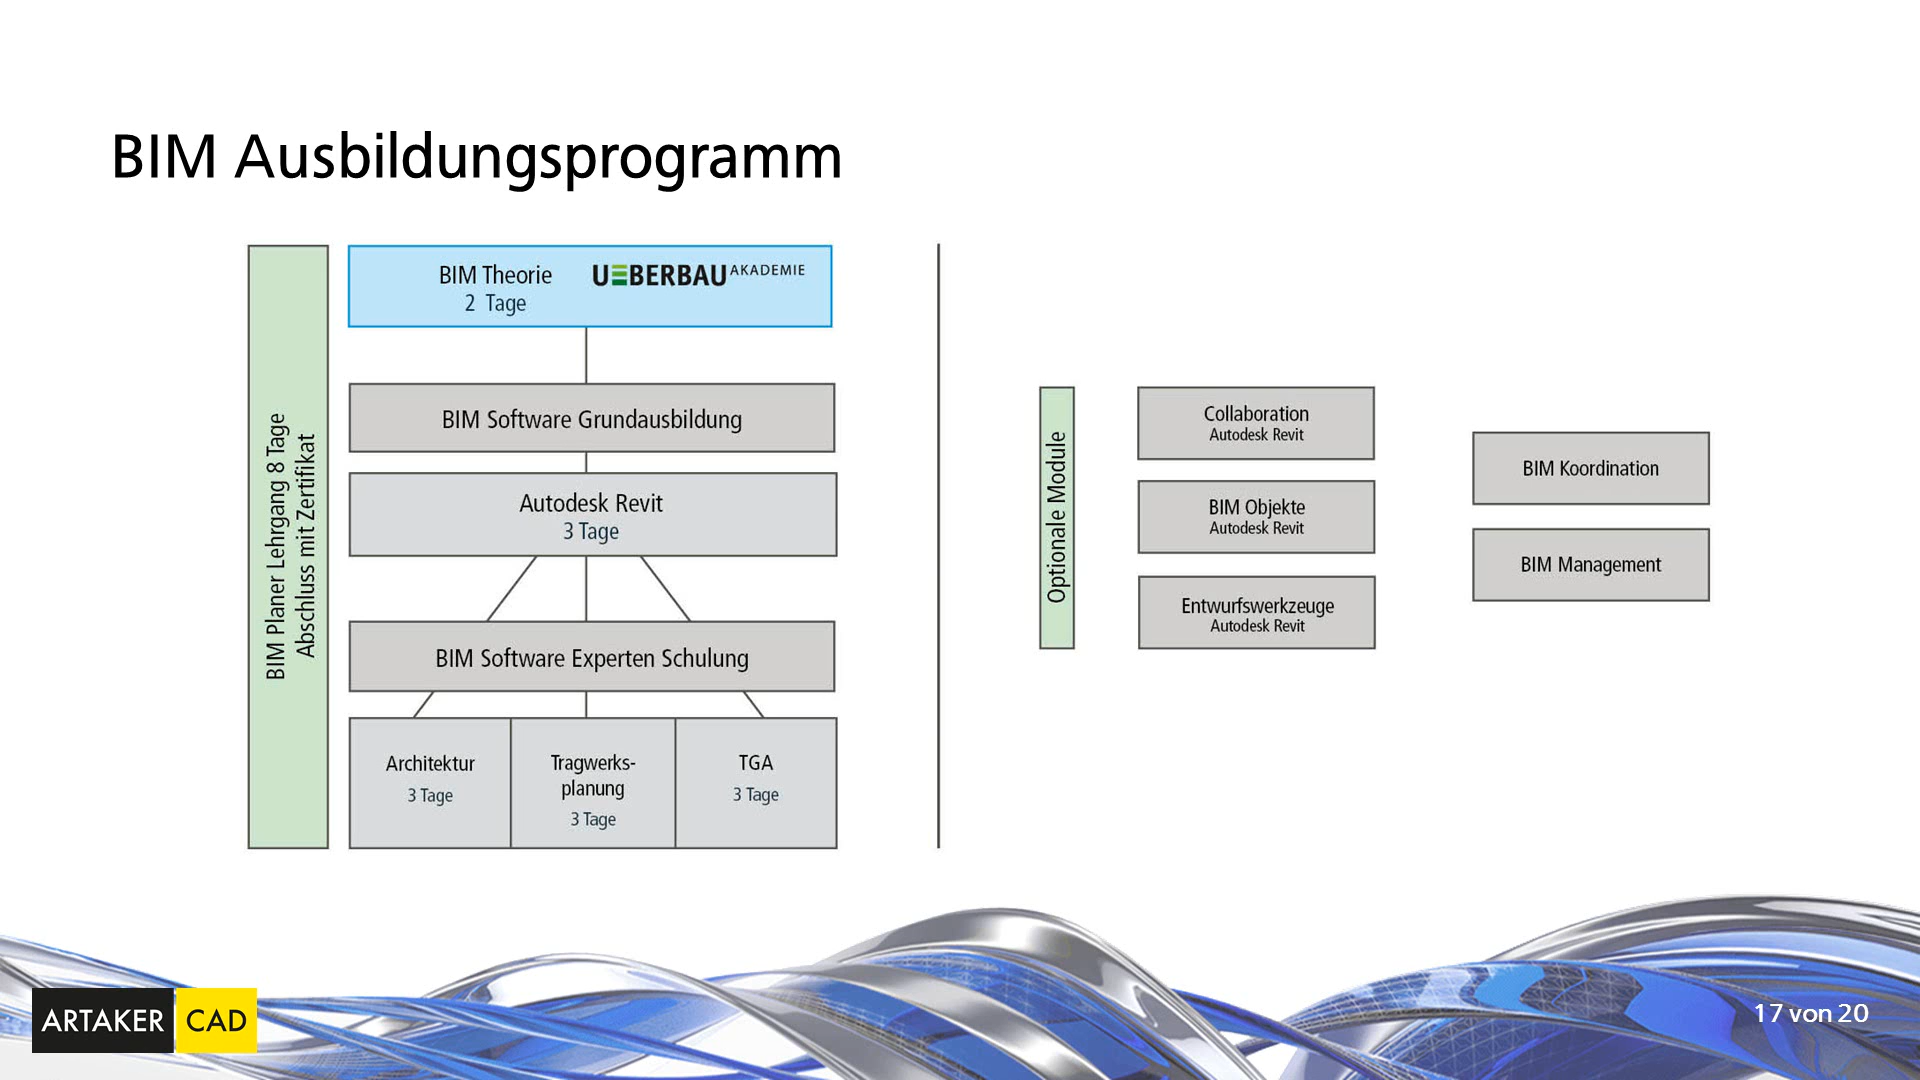 BIM Ausbildungsprogramm
BIM Planer Lehrgang 8 Tage
Abschluss mit Zertifikat
BIM Theorie
2 Tage
UEBERBAU AKADEMIE
BIM Software Grundausbildung
Autodesk Revit
3 Tage
BIM Software Experten Schulung
Architektur
3 Tage
Tragwerks-
planung
3 Tage
TGA
3 Tage
Optionale Module
Collaboration
Autodesk Revit
BIM Objekte
Autodesk Revit
Entwurfswerkzeuge
Autodesk Revit
BIM Koordination
BIM Management
ARTAKER CAD
17 von 20